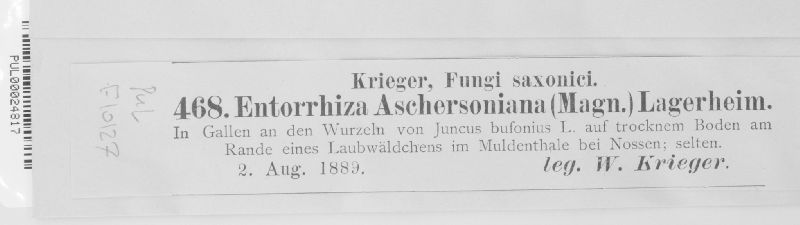 Krieger, Fungi saxonici.
468. Entorrhiza Aschersoniana (Magn.) Lagerheim.
In Gallen an den Wurzeln von Juncus bufonius L. auf trocknem Boden am
Rande eines Laubwäldchens im Muldenthale bei Nossen; selten.
2. Aug. 1889. leg. W. Krieger.
PUL00024817
PUL
F10127